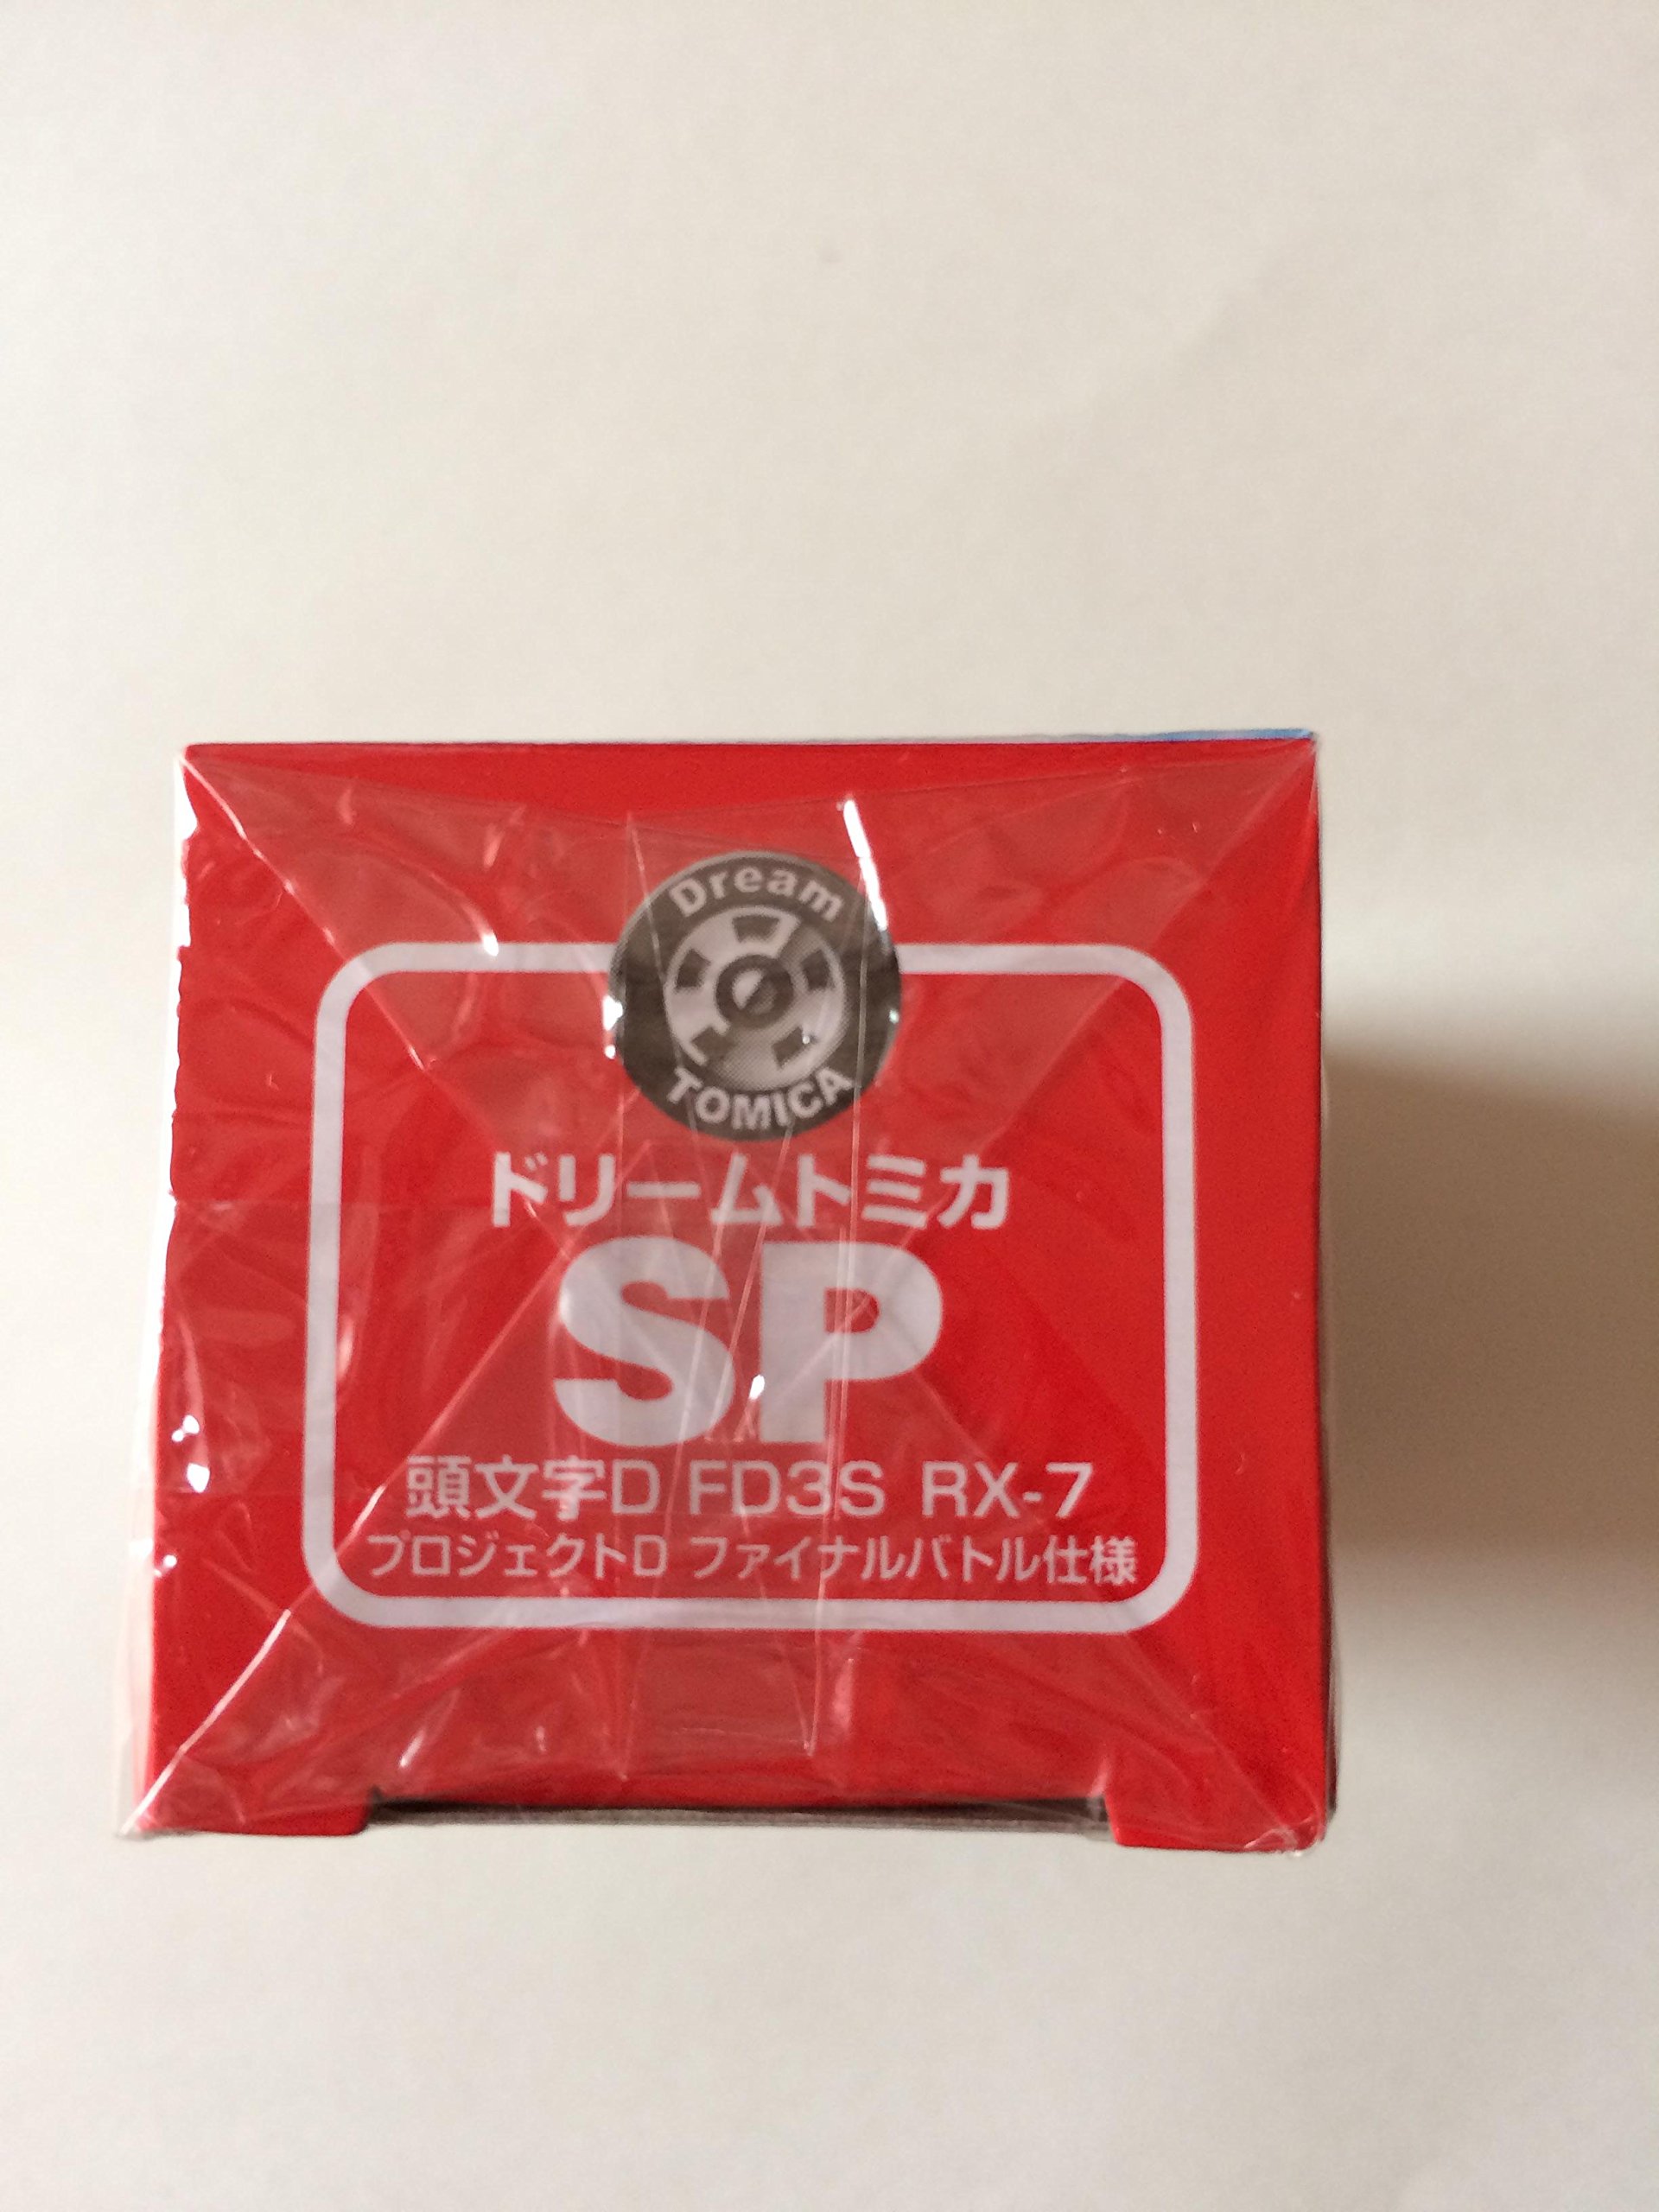 Dream
TOMICA
ドリームトミカ
SP
頭文字D FD3S RX-7
プロジェクトD ファイナルバトル仕様